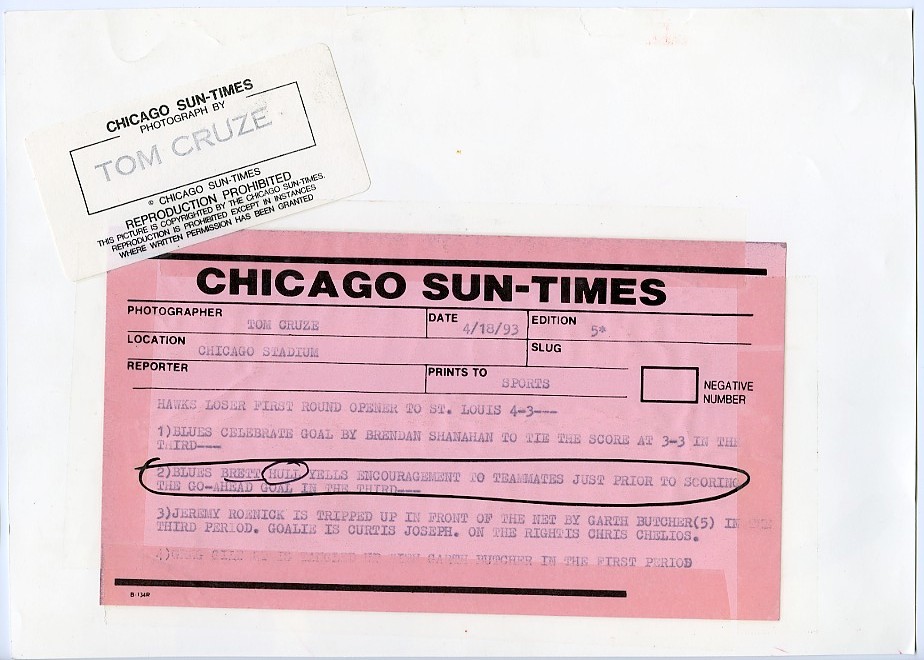 CHICAGO SUN-TIMES
PHOTOGRAPH BY
TOM CRUZE
© CHICAGO SUN-TIMES
REPRODUCTION PROHIBITED
THIS PICTURE IS COPYRIGHTED BY THE CHICAGO SUN-TIMES.
REPRODUCTION IS PROHIBITED EXCEPT IN INSTANCES
WHERE WRITTEN PERMISSION HAS BEEN GRANTED
CHICAGO SUN-TIMES
PHOTOGRAPHER TOM CRUZE DATE 4/18/93 EDITION 5*
LOCATION CHICAGO STADIUM SLUG
REPORTER PRINTS TO SPORTS NEGATIVE
NUMBER
HAWKS LOSER FIRST ROUND OPENER TO ST. LOUIS 4-3---
1)BLUES CELEBRATE GOAL BY BRENDAN SHANAHAN TO TIE THE SCORE AT 3-3 IN THE
THIRD---
2)BLUES BRETT HULL YELLS ENCOURAGEMENT TO TEAMMATES JUST PRIOR TO SCORING
THE GO-AHEAD GOAL IN THE THIRD---
3)JEREMY ROENICK IS TRIPPED UP IN FRONT OF THE NET BY GARTH BUTCHER(5) IN THE
THIRD PERIOD. GOALIE IS CURTIS JOSEPH. ON THE RIGTIS CHRIS CHELIOS.
4) IS UP GARTH BUTCHER IN THE FIRST PERIOD
B-134R